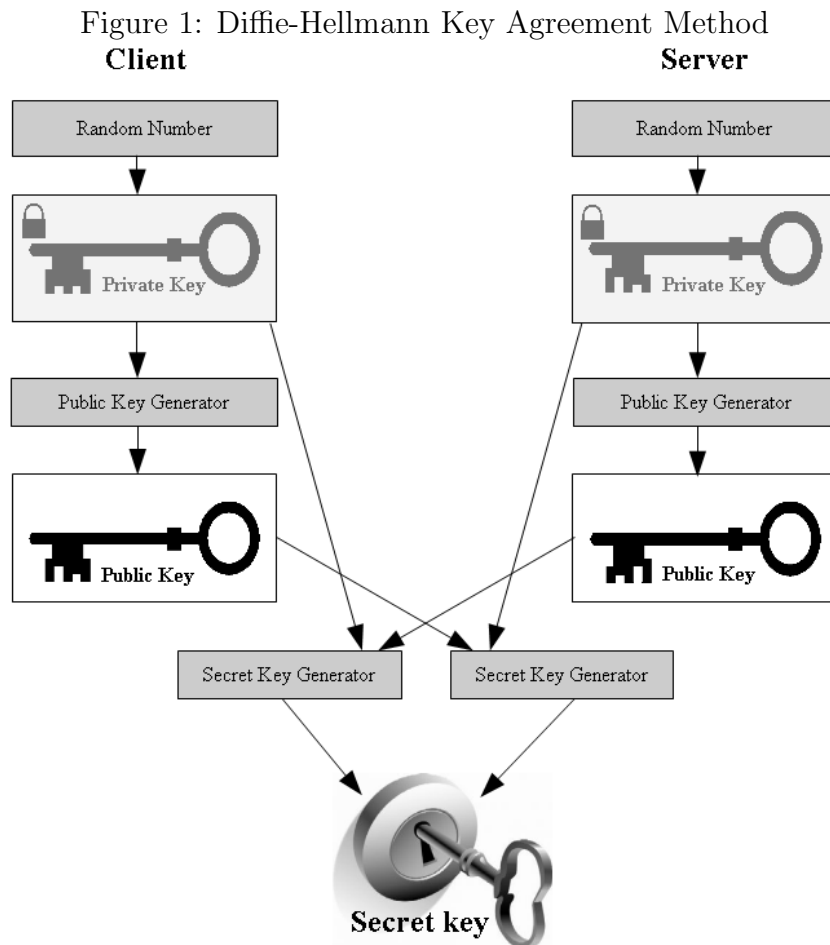 Figure 1: Diffie-Hellmann Key Agreement Method
Client
Server
Random Number
Random Number
Private Key
Private Key
Public Key Generator
Public Key Generator
Public Key
Public Key
Secret Key Generator
Secret Key Generator
Secret key